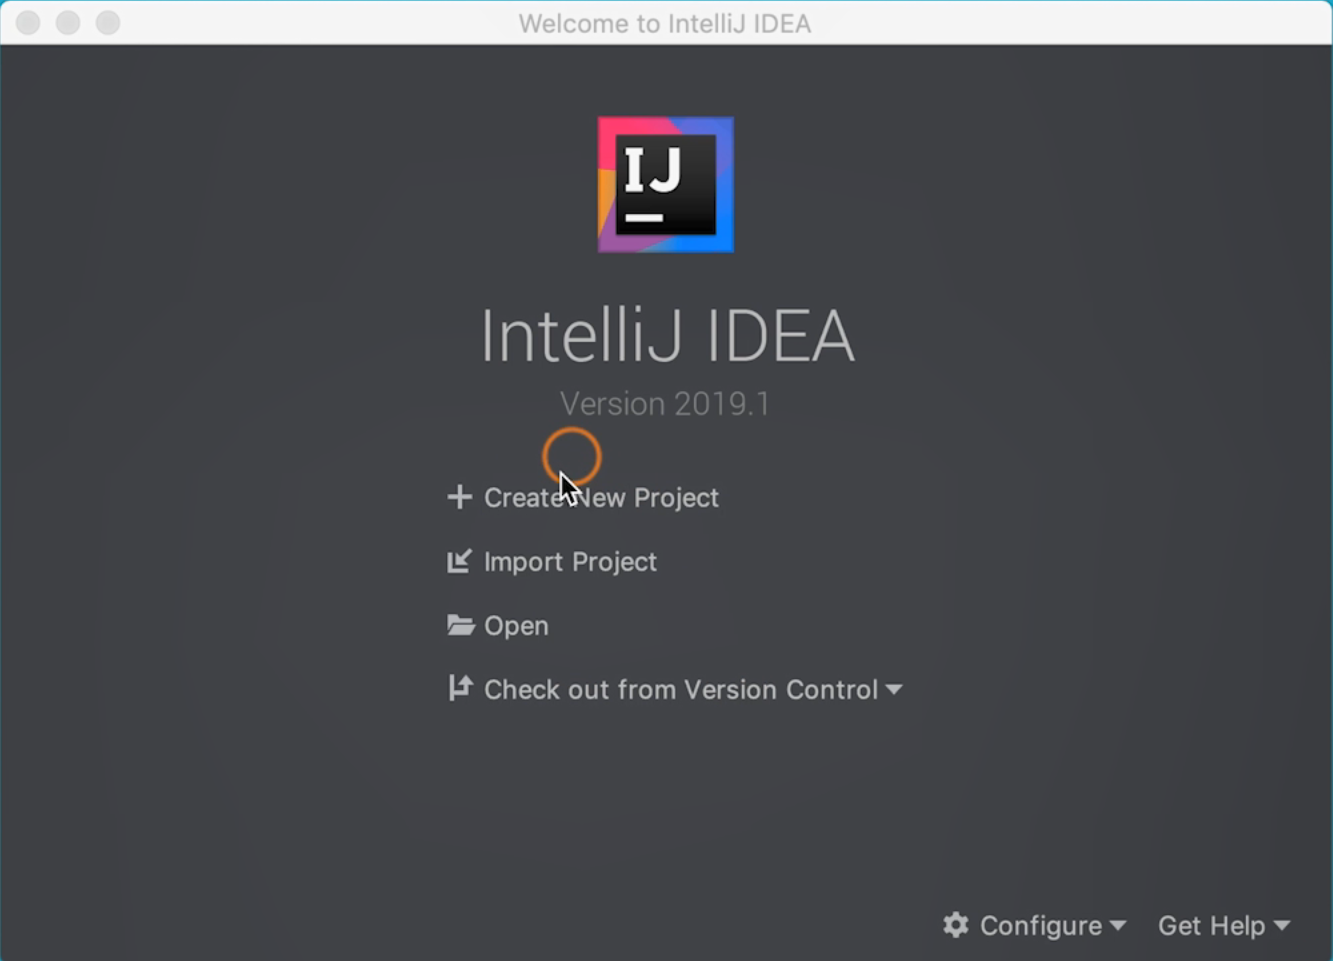 Welcome to IntelliJ IDEA
IJ
IntelliJ IDEA
Version 2019.1
Create New Project
Import Project
Open
Check out from Version Control
Configure
Get Help